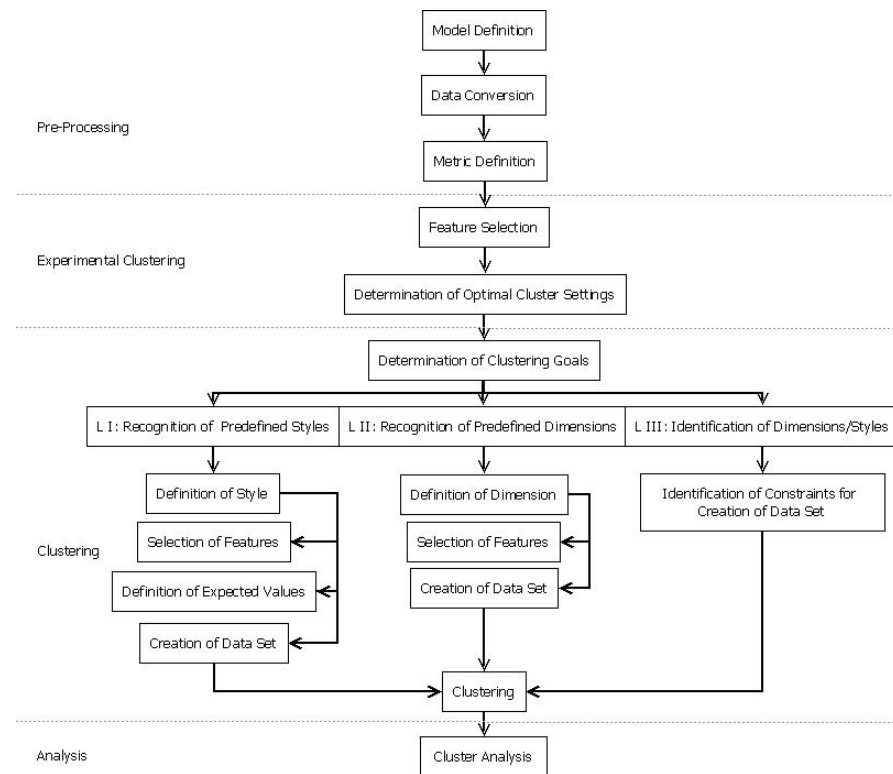 Model Definition
Data Conversion
Pre-Processing
Metric Definition
Feature Selection
Experimental Clustering
Determination of Optimal Cluster Settings
Determination of Clustering Goals
L I: Recognition of Predefined Styles
L II: Recognition of Predefined Dimensions
L III: Identification of Dimensions/Styles
Definition of Style
Definition of Dimension
Identification of Constraints for
Creation of Data Set
Selection of Features
Selection of Features
Clustering
Definition of Expected Values
Creation of Data Set
Creation of Data Set
Clustering
Analysis
Cluster Analysis